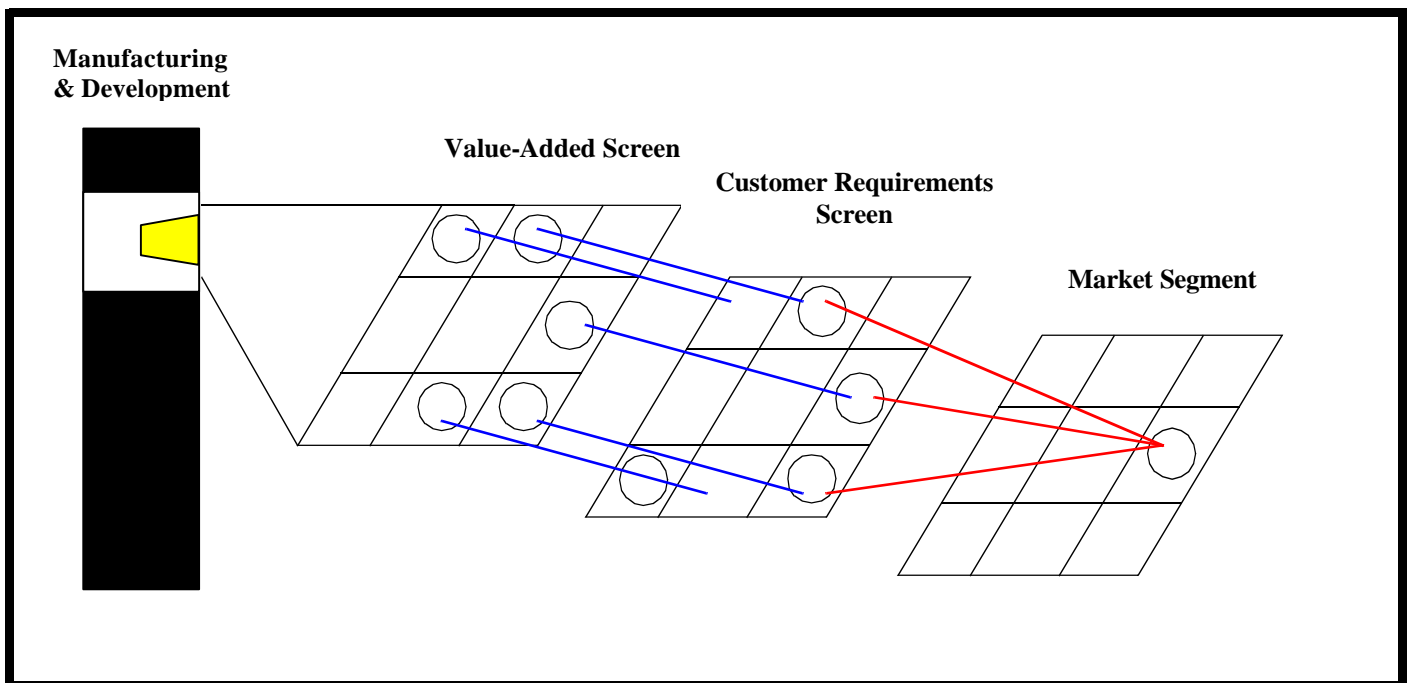 Manufacturing
& Development
Value-Added Screen
Customer Requirements
Screen
Market Segment